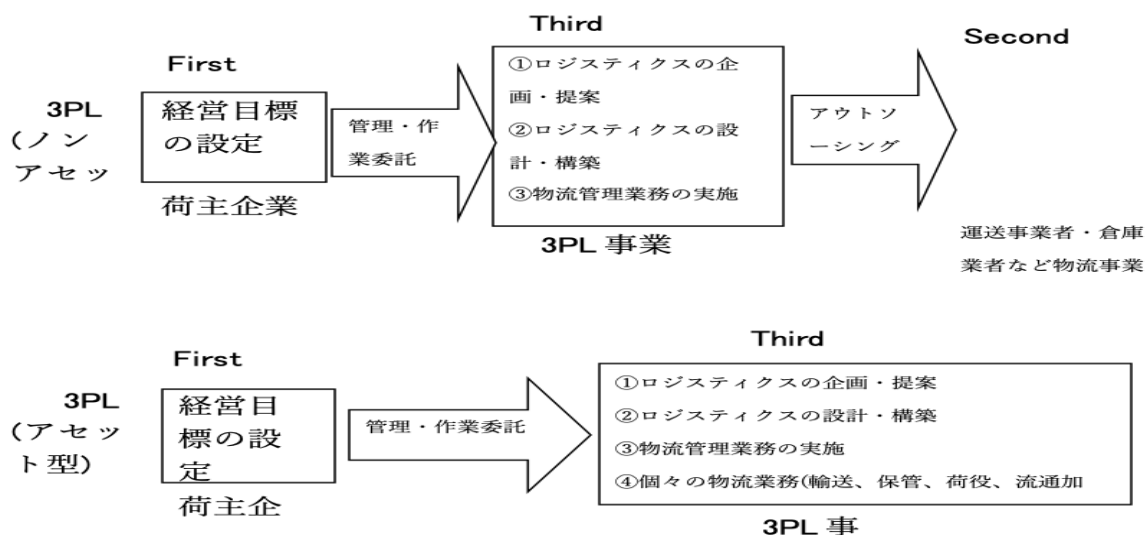 Third
Second
First
3PL
(ノン
アセッ
経営目標
の設定
荷主企業
管理・作
業委託
①ロジスティクスの企
画・提案
②ロジスティクスの設
計・構築
③物流管理業務の実施
3PL 事業
アウトソ
ーシング
運送事業者・倉庫
業者など物流事業
Third
First
3PL
(アセッ
ト型)
経営目
標の設
定
荷主企
管理・作業委託
①ロジスティクスの企画・提案
②ロジスティクスの設計・構築
③物流管理業務の実施
④個々の物流業務(輸送、保管、荷役、流通加
3PL 事